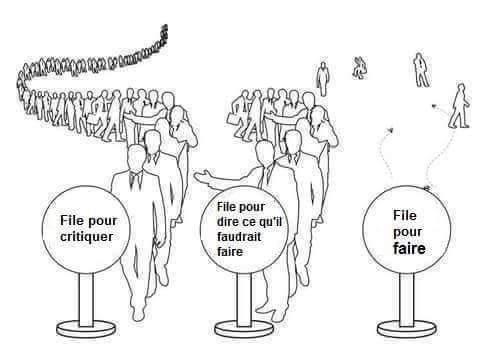 File pour
critiquer
File pour
dire ce qu'il
faudrait
faire
File
pour
faire